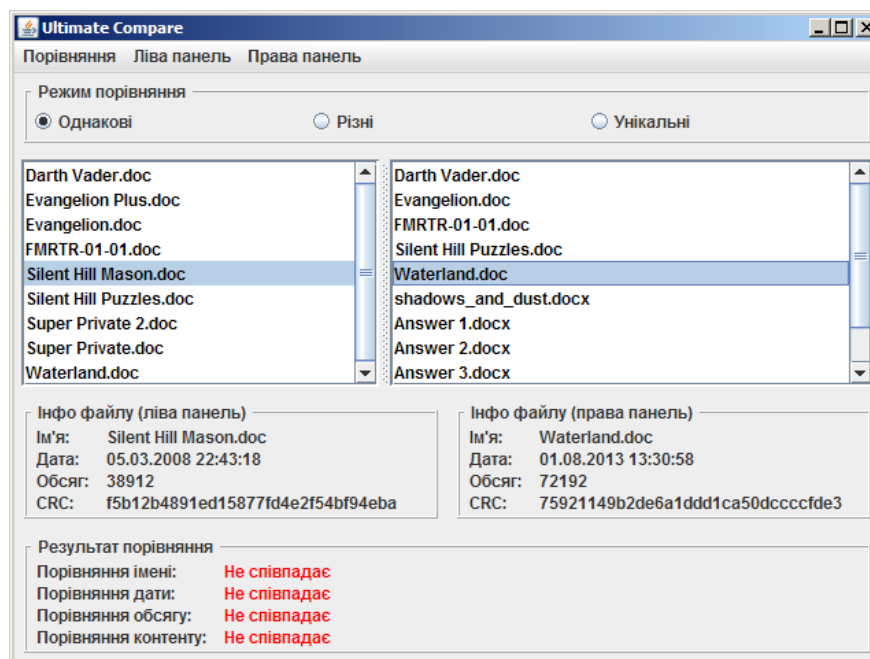 Ultimate Compare
Порівняння Ліва панель Права панель
Режим порівняння
Однакові Різні Унікальні
Darth Vader.doc
Evangelion Plus.doc
Evangelion.doc
FMRTR-01-01.doc
Silent Hill Mason.doc
Silent Hill Puzzles.doc
Super Private 2.doc
Super Private.doc
Waterland.doc
Darth Vader.doc
Evangelion.doc
FMRTR-01-01.doc
Silent Hill Puzzles.doc
Waterland.doc
shadows_and_dust.docx
Answer 1.docx
Answer 2.docx
Answer 3.docx
Інфо файлу (ліва панель)
Ім'я: Silent Hill Mason.doc
Дата: 05.03.2008 22:43:18
Обсяг: 38912
CRC: f5b12b4891ed15877fd4e2f54bf94eba
Інфо файлу (права панель)
Ім'я: Waterland.doc
Дата: 01.08.2013 13:30:58
Обсяг: 72192
CRC: 75921149b2de6a1ddd1ca50dccccfde3
Результат порівняння
Порівняння імені: Не співпадає
Порівняння дати: Не співпадає
Порівняння обсягу: Не співпадає
Порівняння контенту: Не співпадає